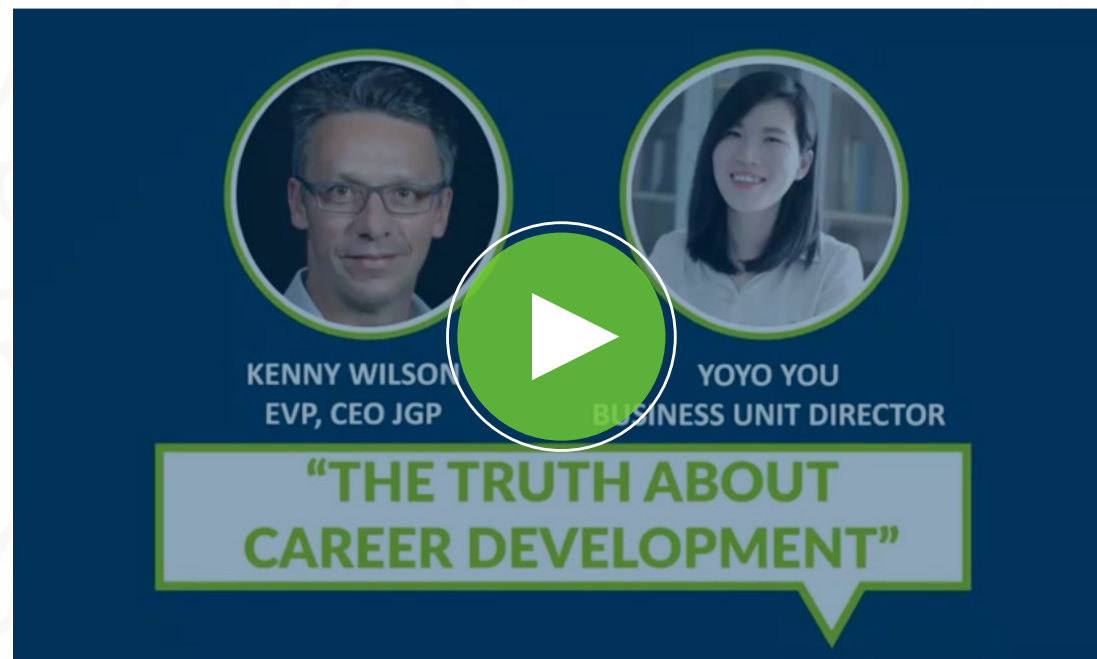 KENNY WILSON
EVP, CEO JGP
YOYO YOU
BUSINESS UNIT DIRECTOR
“THE TRUTH ABOUT
CAREER DEVELOPMENT”